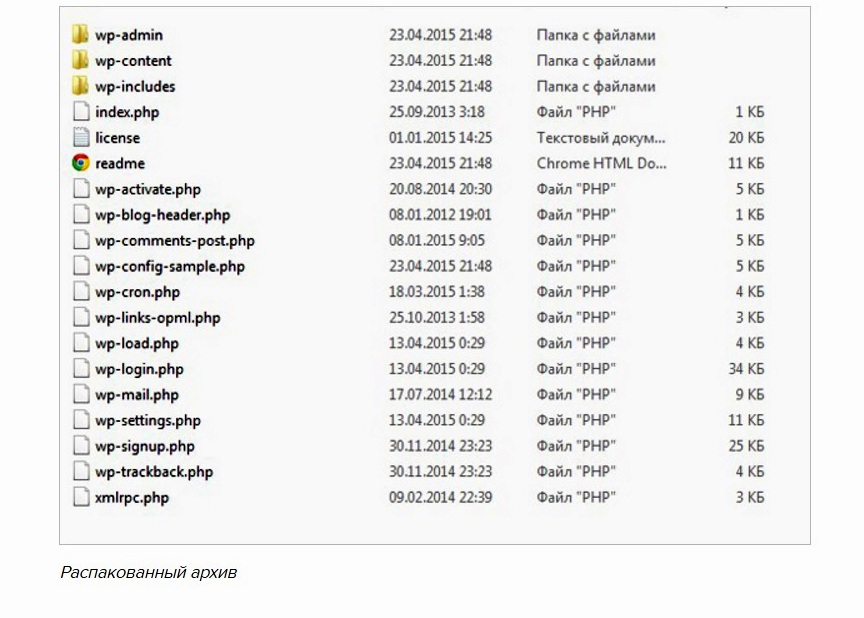 wp-admin 23.04.2015 21:48 Папка с файлами
wp-content 23.04.2015 21:48 Папка с файлами
wp-includes 23.04.2015 21:48 Папка с файлами
index.php 25.09.2013 3:18 Файл "PHP" 1 КБ
license 01.01.2015 14:25 Текстовый докум... 20 КБ
readme 23.04.2015 21:48 Chrome HTML Do... 11 КБ
wp-activate.php 20.08.2014 20:30 Файл "PHP" 5 КБ
wp-blog-header.php 08.01.2012 19:01 Файл "PHP" 1 КБ
wp-comments-post.php 08.01.2015 9:05 Файл "PHP" 5 КБ
wp-config-sample.php 23.04.2015 21:48 Файл "PHP" 5 КБ
wp-cron.php 18.03.2015 1:38 Файл "PHP" 4 КБ
wp-links-opml.php 25.10.2013 1:58 Файл "PHP" 3 КБ
wp-load.php 13.04.2015 0:29 Файл "PHP" 4 КБ
wp-login.php 13.04.2015 0:29 Файл "PHP" 34 КБ
wp-mail.php 17.07.2014 12:12 Файл "PHP" 9 КБ
wp-settings.php 13.04.2015 0:29 Файл "PHP" 11 КБ
wp-signup.php 30.11.2014 23:23 Файл "PHP" 25 КБ
wp-trackback.php 30.11.2014 23:23 Файл "PHP" 4 КБ
xmlrpc.php 09.02.2014 22:39 Файл "PHP" 3 КБ
Распакованный архив